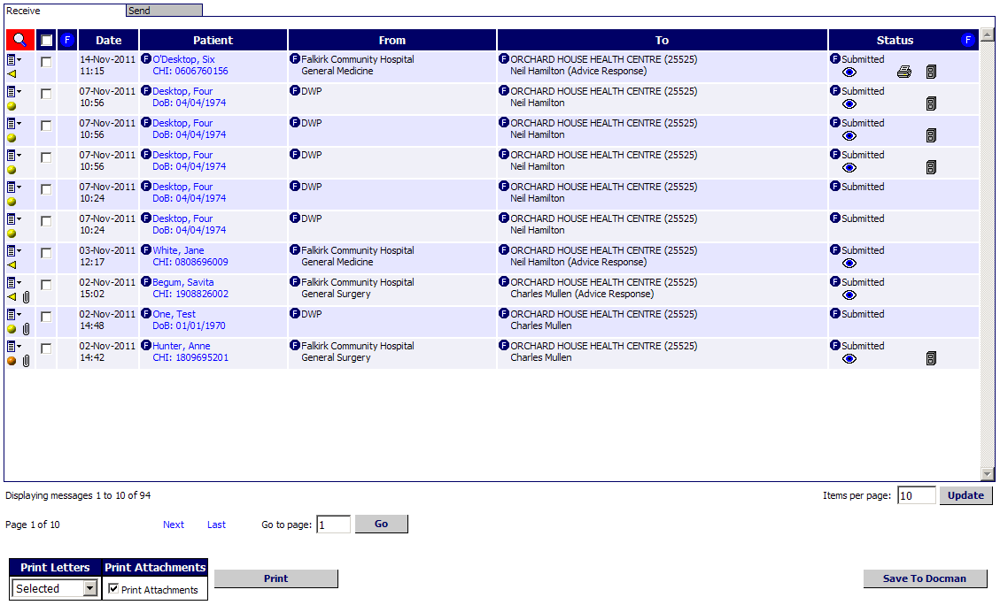 Receive
Send
F Date Patient From To Status F
14-Nov-2011 F O'Desktop, Six F Falkirk Community Hospital F ORCHARD HOUSE HEALTH CENTRE (25525) F Submitted
11:15 CHI: 0606760156 General Medicine Neil Hamilton (Advice Response)
07-Nov-2011 F Desktop, Four F DWP F ORCHARD HOUSE HEALTH CENTRE (25525) F Submitted
10:56 DoB: 04/04/1974 Neil Hamilton
07-Nov-2011 F Desktop, Four F DWP F ORCHARD HOUSE HEALTH CENTRE (25525) F Submitted
10:56 DoB: 04/04/1974 Neil Hamilton
07-Nov-2011 F Desktop, Four F DWP F ORCHARD HOUSE HEALTH CENTRE (25525) F Submitted
10:56 DoB: 04/04/1974 Neil Hamilton
07-Nov-2011 F Desktop, Four F DWP F ORCHARD HOUSE HEALTH CENTRE (25525) F Submitted
10:24 DoB: 04/04/1974 Neil Hamilton
07-Nov-2011 F Desktop, Four F DWP F ORCHARD HOUSE HEALTH CENTRE (25525) F Submitted
10:24 DoB: 04/04/1974 Neil Hamilton
03-Nov-2011 F White, Jane F Falkirk Community Hospital F ORCHARD HOUSE HEALTH CENTRE (25525) F Submitted
12:17 CHI: 0808696009 General Medicine Neil Hamilton (Advice Response)
02-Nov-2011 F Begum, Savita F Falkirk Community Hospital F ORCHARD HOUSE HEALTH CENTRE (25525) F Submitted
15:02 CHI: 1908826002 General Surgery Charles Mullen (Advice Response)
02-Nov-2011 F One, Test F DWP F ORCHARD HOUSE HEALTH CENTRE (25525) F Submitted
14:48 DoB: 01/01/1970 Charles Mullen
02-Nov-2011 F Hunter, Anne F Falkirk Community Hospital F ORCHARD HOUSE HEALTH CENTRE (25525) F Submitted
14:42 CHI: 1809695201 General Surgery Charles Mullen
Displaying messages 1 to 10 of 94 Items per page: 10 Update
Page 1 of 10 Next Last Go to page: 1 Go
Print Letters Print Attachments
Selected Print Attachments Print Save To Docman